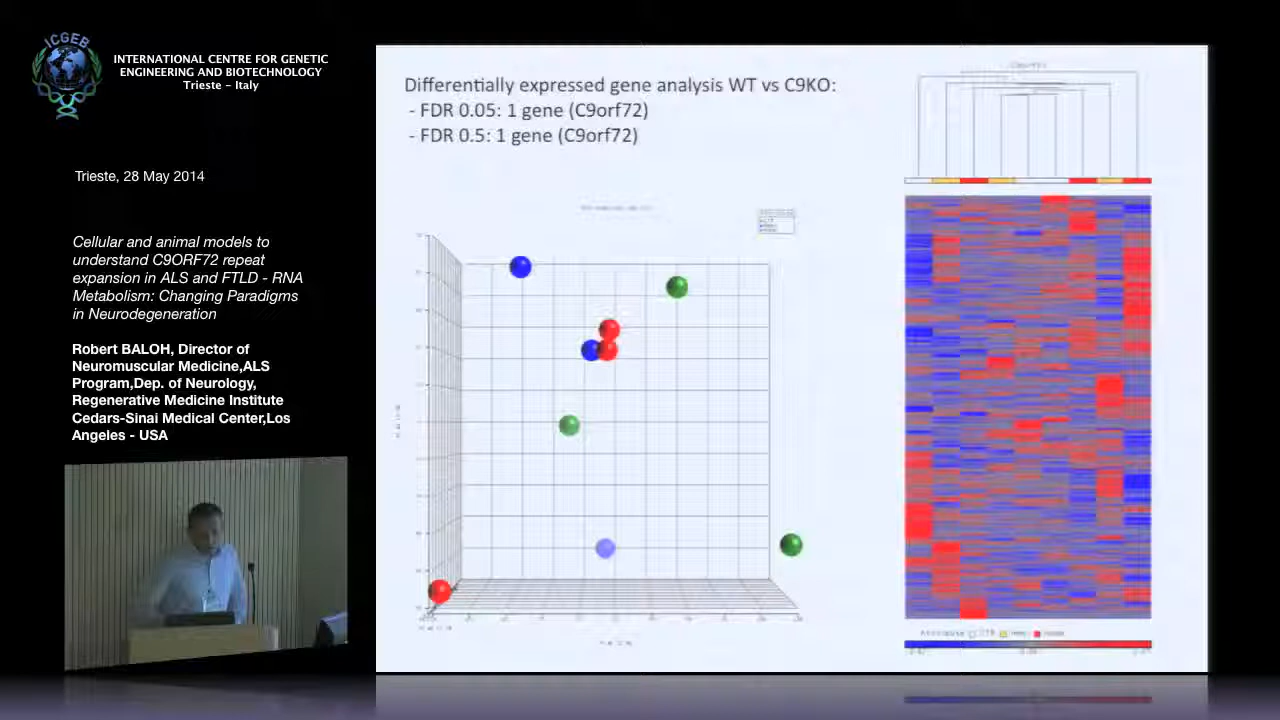 ICGEB
INTERNATIONAL CENTRE FOR GENETIC
ENGINEERING AND BIOTECHNOLOGY
Trieste - Italy
Trieste, 28 May 2014
Cellular and animal models to
understand C9ORF72 repeat
expansion in ALS and FTLD - RNA
Metabolism: Changing Paradigms
in Neurodegeneration
Robert BALOH, Director of
Neuromuscular Medicine,ALS
Program,Dep. of Neurology,
Regenerative Medicine Institute
Cedars-Sinai Medical Center,Los
Angeles - USA
Differentially expressed gene analysis WT vs C9KO:
- FDR 0.05: 1 gene (C9orf72)
- FDR 0.5: 1 gene (C9orf72)